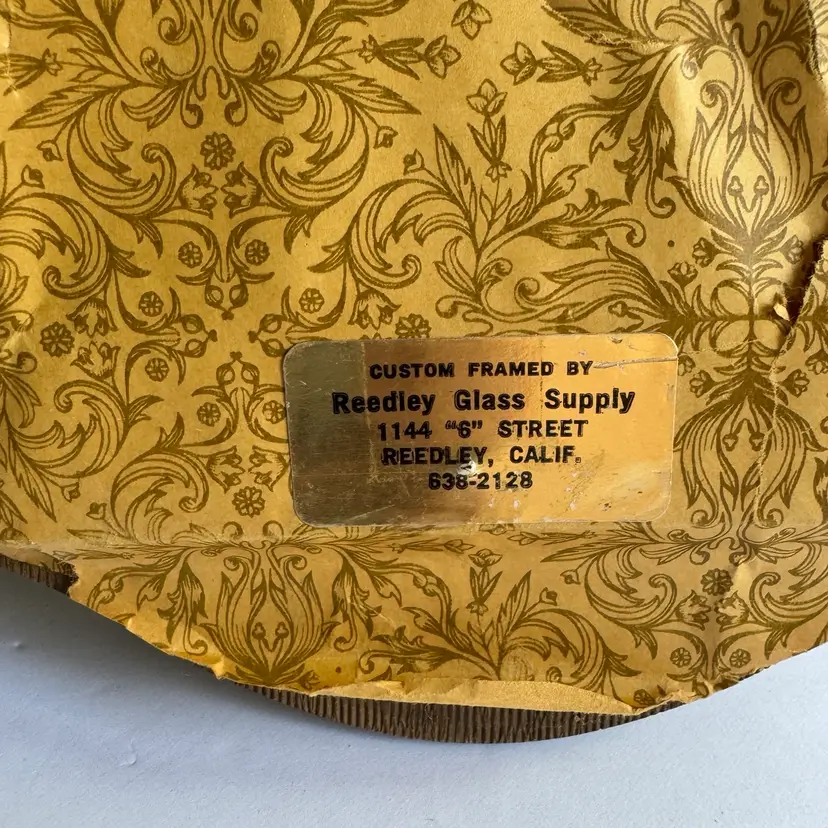 CUSTOM FRAMED BY
Reedley Glass Supply
1144 "G" STREET
REEDLEY, CALIF.
638-2128